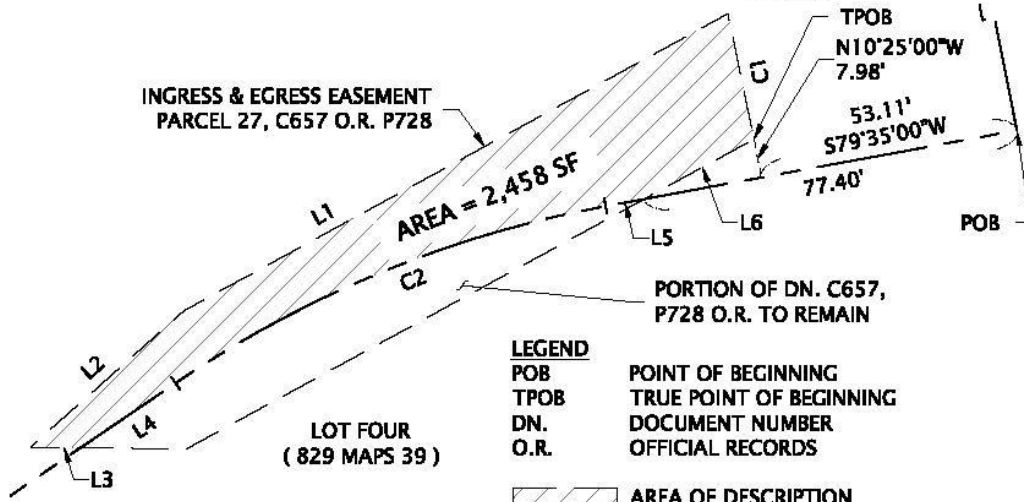 TPOB
N10°25'00"W
7.98'
C1
53.11'
S79°35'00"W
77.40'
INGRESS & EGRESS EASEMENT
PARCEL 27, C657 O.R. P728
AREA = 2,458 SF
L1
L6
L5
POB
C2
PORTION OF DN. C657,
P728 O.R. TO REMAIN
L2
L4
L3
LOT FOUR
( 829 MAPS 39 )
LEGEND
POB POINT OF BEGINNING
TPOB TRUE POINT OF BEGINNING
DN. DOCUMENT NUMBER
O.R. OFFICIAL RECORDS
AREA OF DESCRIPTION